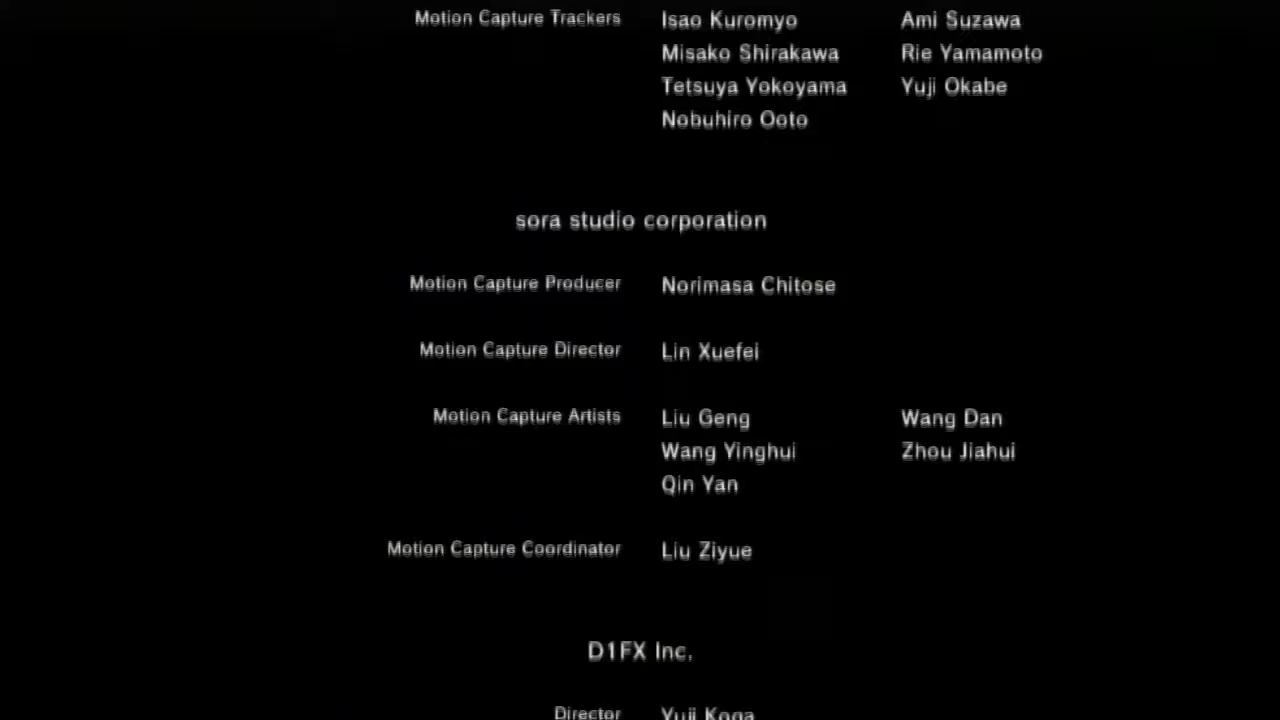 Motion Capture Trackers Isao Kuromyo Ami Suzawa
Misako Shirakawa Rie Yamamoto
Tetsuya Yokoyama Yuji Okabe
Nobuhiro Ooto
sora studio corporation
Motion Capture Producer Norimasa Chitose
Motion Capture Director Lin Xuefei
Motion Capture Artists Liu Geng Wang Dan
Wang Yinghui Zhou Jiahui
Qin Yan
Motion Capture Coordinator Liu Ziyue
D1FX Inc.
Director Yuji Koga